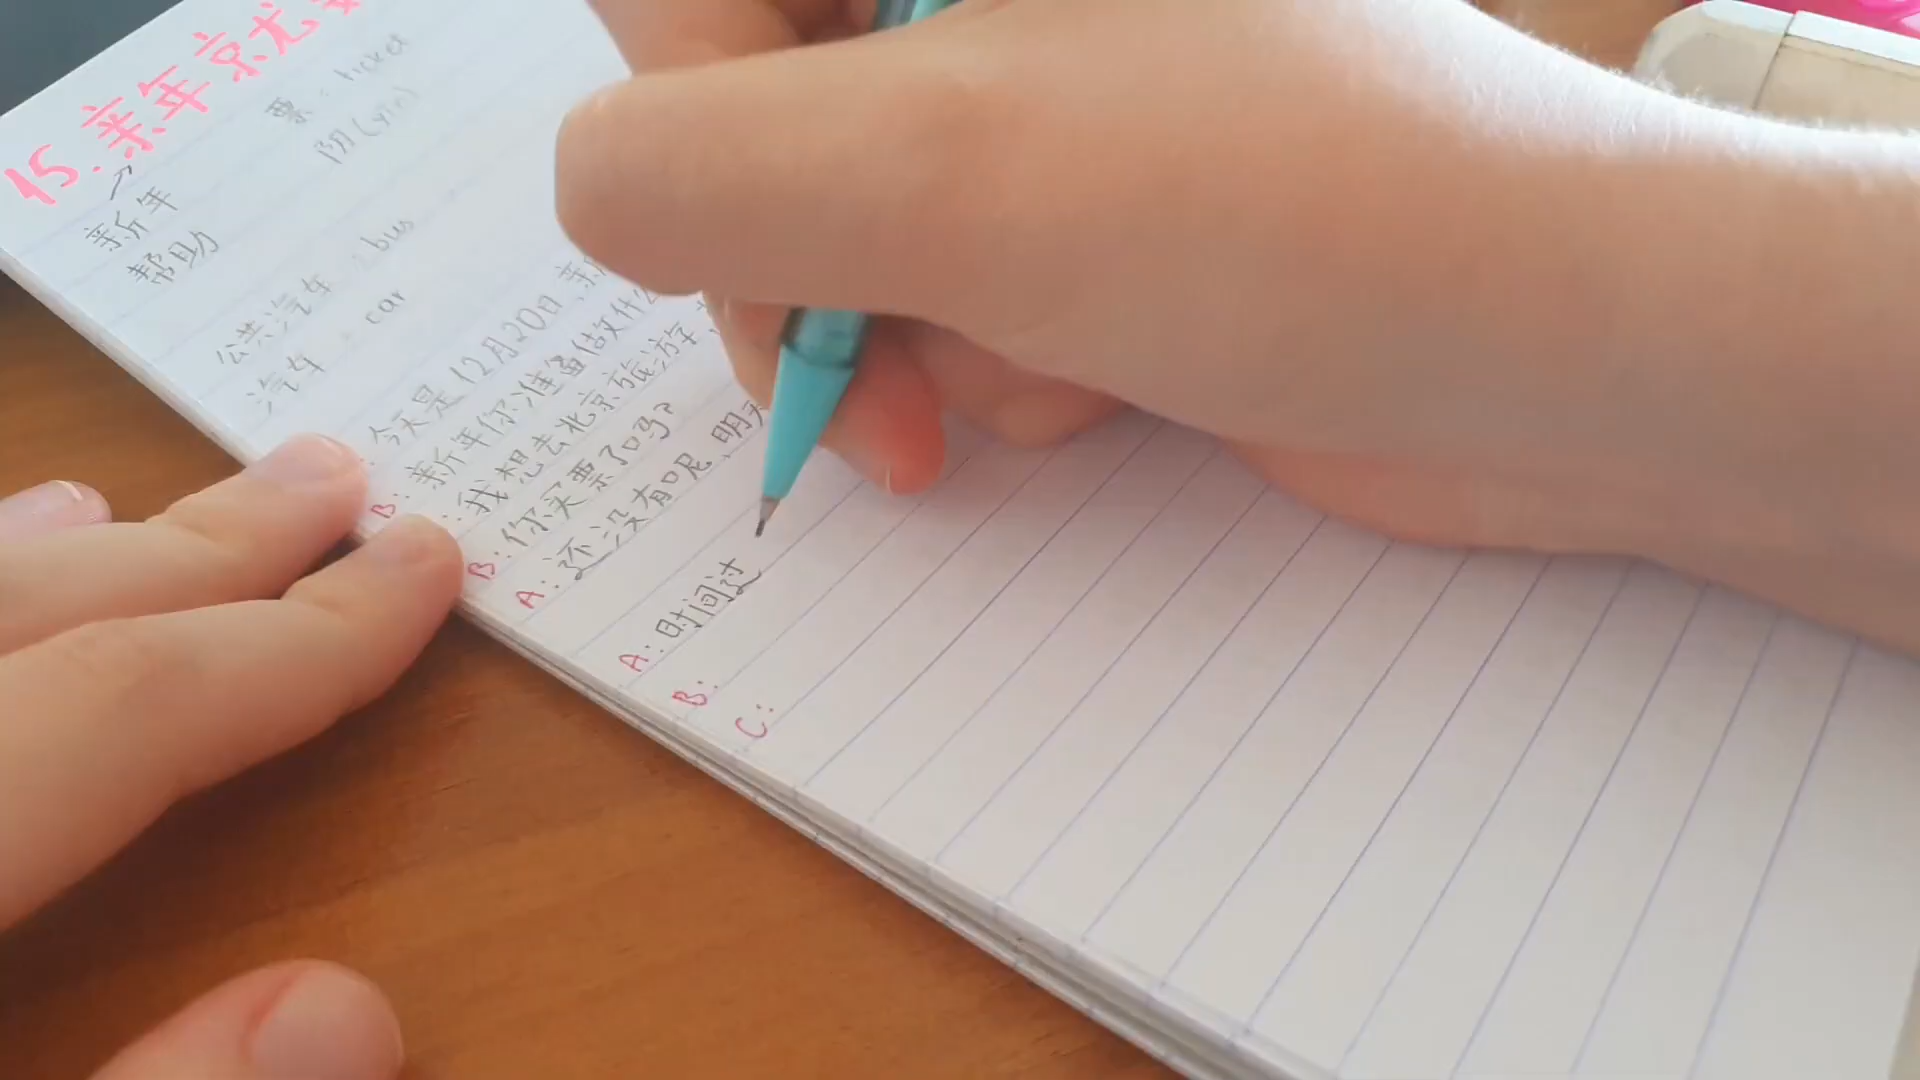 15. 亲年京尤
票 : ticket
阴 (yīn)
新年
帮助
公共汽车 : bus
汽车 : car
: 今天是12月20日,新
B: 新年你准备做什么
: 我想去北京旅游,
B: 你买票了吗?
A: 还没有呢,明天
A: 时间过
B:
C: